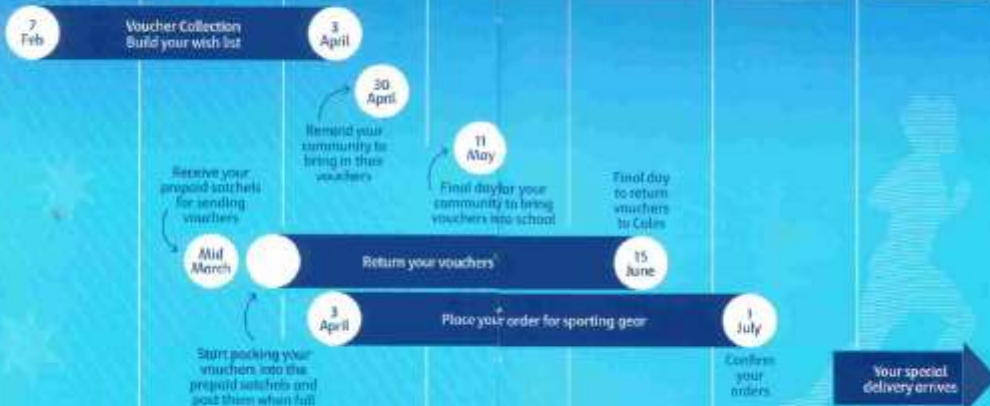 7
Feb
Voucher Collection
Build your wish list
3
April
30
April
Remind your
community to
bring in their
vouchers
11
May
Final day for your
community to bring
vouchers into school
Receive your
prepaid satchels
for sending
vouchers
Final day
to return
vouchers
to Coles
Mid
March
Return your vouchers
15
June
3
April
Place your order for sporting gear
1
July
Start packing your
vouchers into the
prepaid satchels and
post them when full
Confirm
your
orders
Your special
delivery arrives